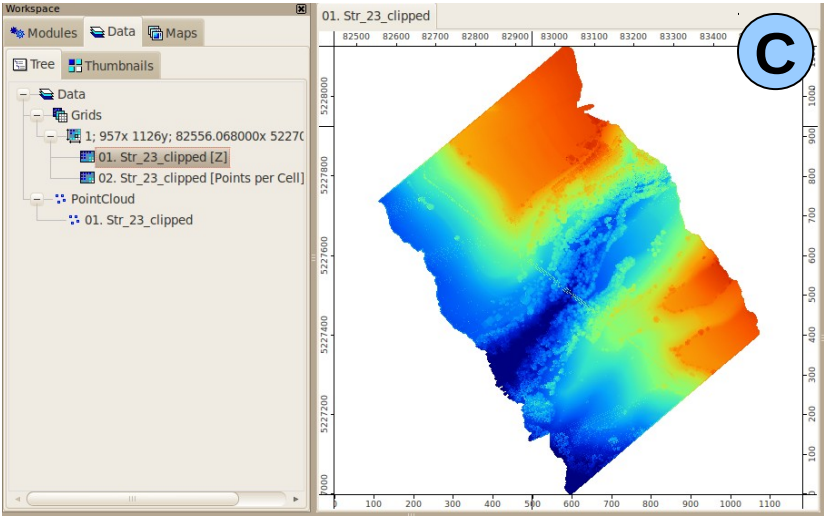 Workspace
Modules Data Maps
Tree Thumbnails
Data
Grids
1; 957x 1126y; 82556.068000x 52270
01. Str_23_clipped [Z]
02. Str_23_clipped [Points per Cell]
PointCloud
01. Str_23_clipped
01. Str_23_clipped
82500 82600 82700 82800 82900 83000 83100 83200 83300 83400
C
5228000
5227800
5227600
5227400
5227200
7000
1000
900
800
700
600
500
400
300
200
100
0
100 200 300 400 500 600 700 800 900 1000 1100